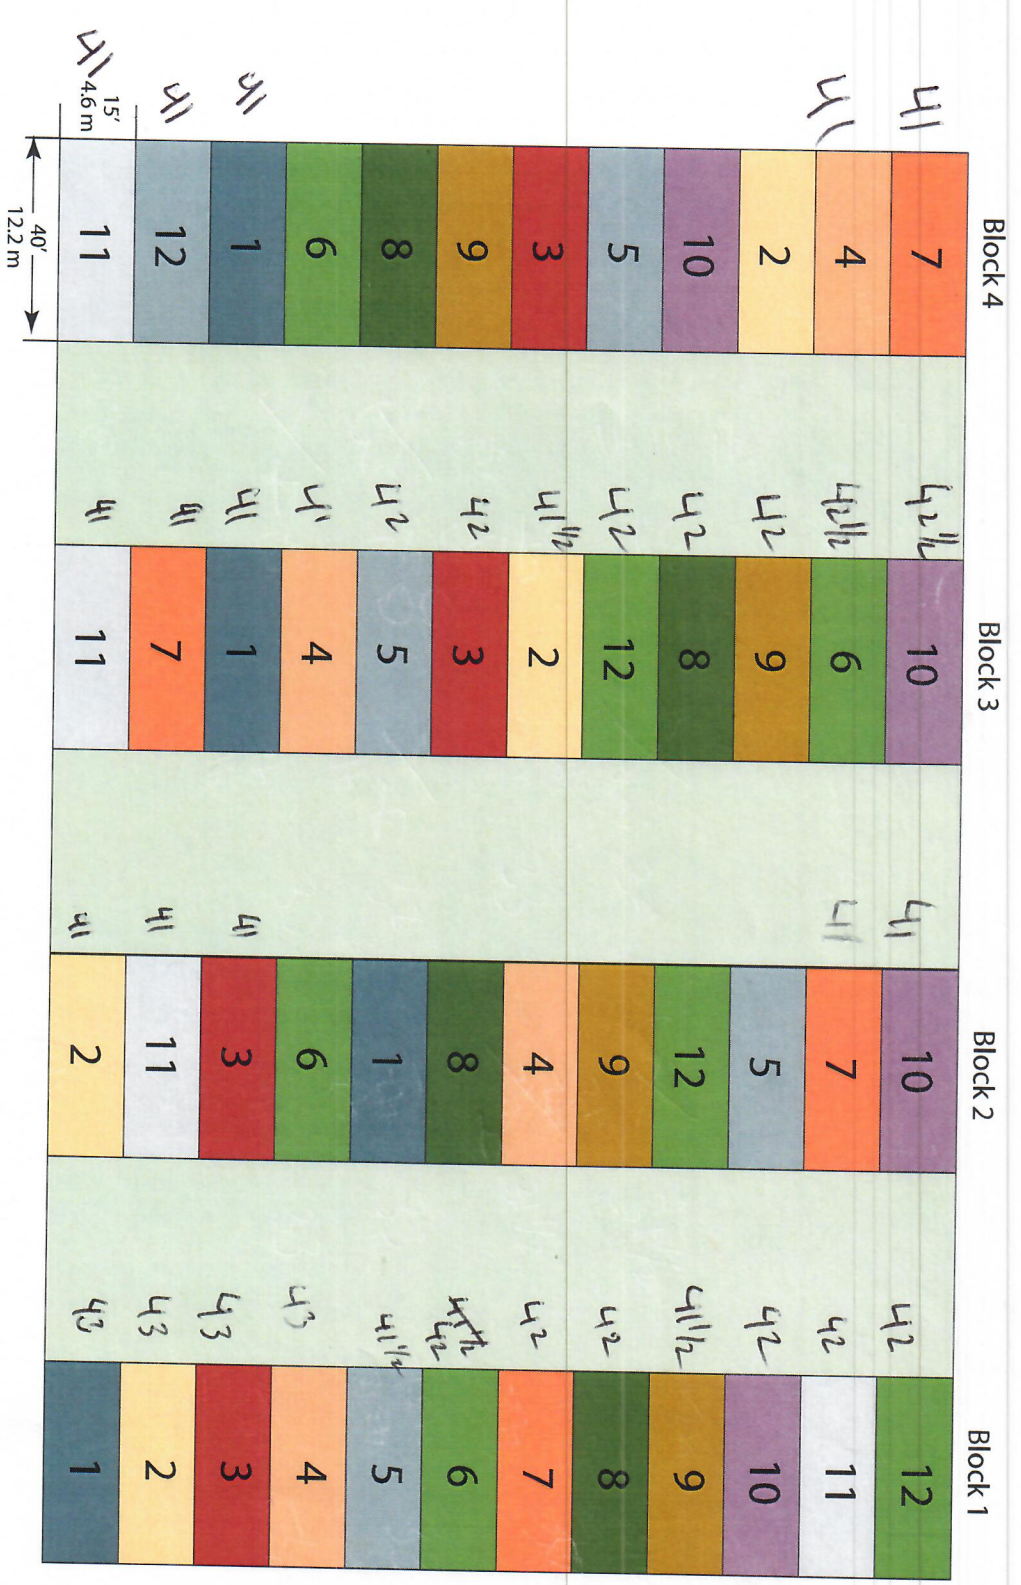 Block 4 Block 3 Block 2 Block 1
41 7 42½ 10 41 10 42 12
41 4 42½ 6 41 7 42 11
2 42 9 5 42 10
10 42 8 12 41½ 9
5 42 12 9 42 8
3 41½ 2 4 42 7
9 42 3 8 42 6
8 42 5 1 41½ 5
6 41 4 6 43 4
41 1 41 1 41 3 43 3
41 12 41 7 41 11 43 2
15'
4.6 m
41 11 41 11 41 2 43 1
40'
12.2 m